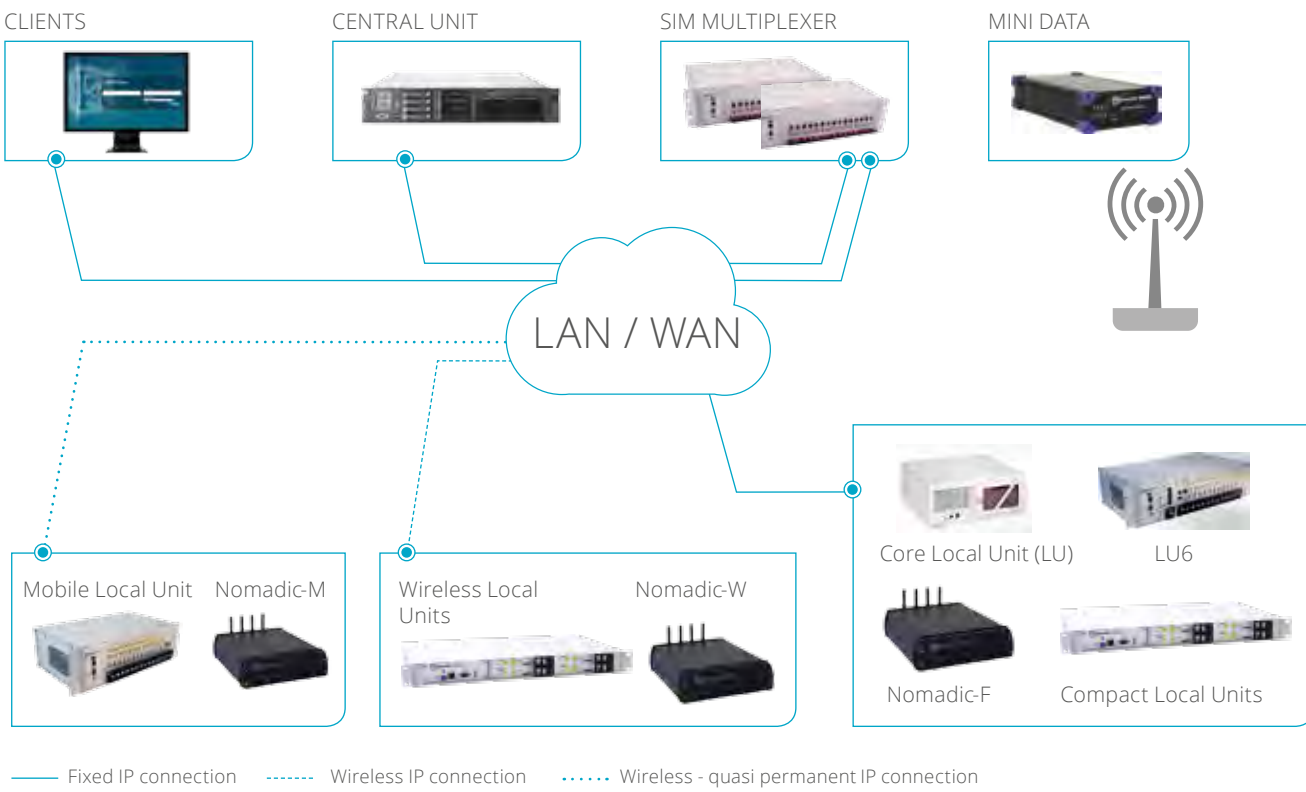 CLIENTS
CENTRAL UNIT
SIM MULTIPLEXER
MINI DATA
LAN / WAN
Core Local Unit (LU)
LU6
Mobile Local Unit
Nomadic-M
Wireless Local
Units
Nomadic-W
Nomadic-F
Compact Local Units
Fixed IP connection
Wireless IP connection
Wireless - quasi permanent IP connection